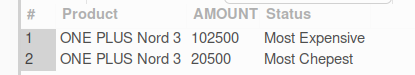 # Product AMOUNT Status
1 ONE PLUS Nord 3 102500 Most Expensive
2 ONE PLUS Nord 3 20500 Most Chepest